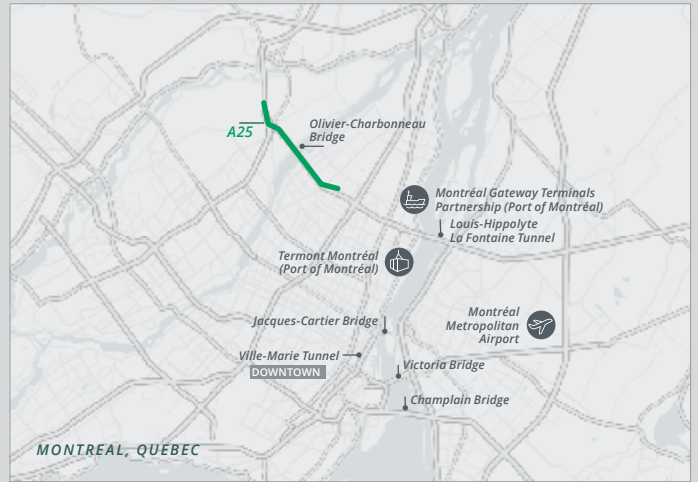 Olivier-Charbonneau
Bridge
A25
Montréal Gateway Terminals
Partnership (Port of Montréal)
Louis-Hippolyte
La Fontaine Tunnel
Termont Montréal
(Port of Montréal)
Montréal
Metropolitan
Airport
Jacques-Cartier Bridge
Ville-Marie Tunnel
DOWNTOWN
Victoria Bridge
Champlain Bridge
MONTREAL, QUEBEC